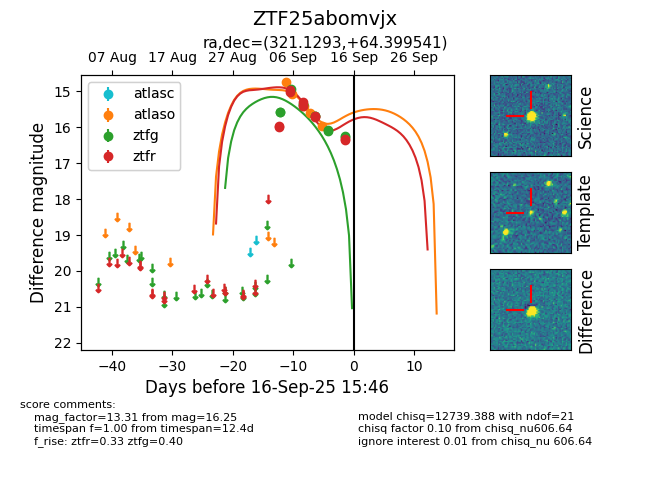 ZTF25abomvjx
ra,dec=(321.1293,+64.399541)
07 Aug 17 Aug 27 Aug 06 Sep 16 Sep 26 Sep
atlasc
atlaso
ztfg
ztfr
15
16
17
18
19
20
21
22
Difference magnitude
−40 −30 −20 −10 0 10
Days before 16-Sep-25 15:46
Science
Template
Difference
score comments:
mag_factor=13.31 from mag=16.25
timespan f=1.00 from timespan=12.4d
f_rise: ztfr=0.33 ztfg=0.40
model chisq=12739.388 with ndof=21
chisq factor 0.10 from chisq_nu606.64
ignore interest 0.01 from chisq_nu 606.64